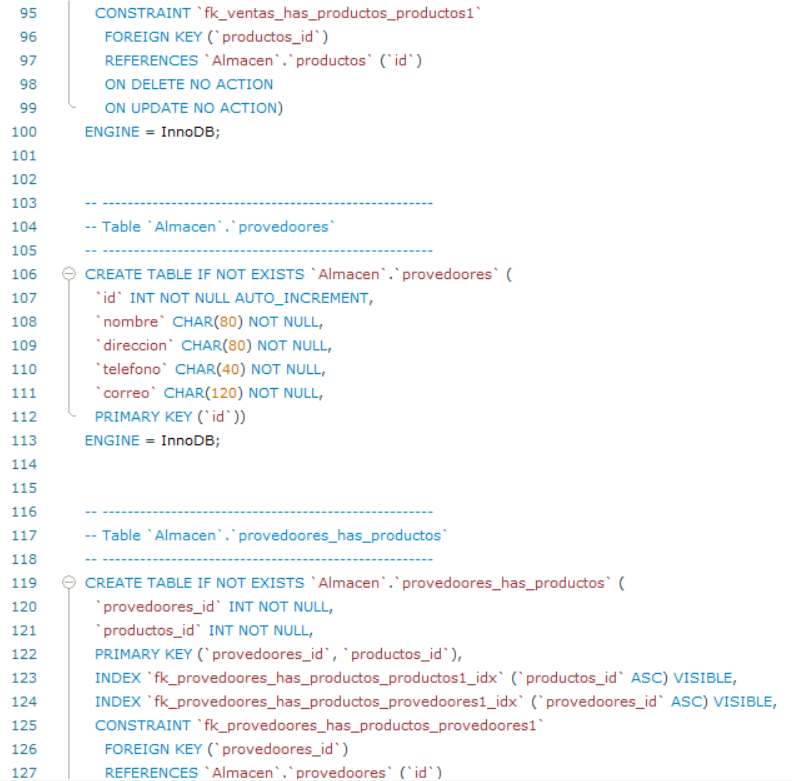 95 CONSTRAINT `fk_ventas_has_productos_productos1`
96 FOREIGN KEY (`productos_id`)
97 REFERENCES `Almacen`.`productos` (`id`)
98 ON DELETE NO ACTION
99 ON UPDATE NO ACTION)
100 ENGINE = InnoDB;
101
102
103 -- -----------------------------------------------------
104 -- Table `Almacen`.`provedoores`
105 -- -----------------------------------------------------
106 CREATE TABLE IF NOT EXISTS `Almacen`.`provedoores` (
107 `id` INT NOT NULL AUTO_INCREMENT,
108 `nombre` CHAR(80) NOT NULL,
109 `direccion` CHAR(80) NOT NULL,
110 `telefono` CHAR(40) NOT NULL,
111 `correo` CHAR(120) NOT NULL,
112 PRIMARY KEY (`id`))
113 ENGINE = InnoDB;
114
115
116 -- -----------------------------------------------------
117 -- Table `Almacen`.`provedoores_has_productos`
118 -- -----------------------------------------------------
119 CREATE TABLE IF NOT EXISTS `Almacen`.`provedoores_has_productos` (
120 `provedoores_id` INT NOT NULL,
121 `productos_id` INT NOT NULL,
122 PRIMARY KEY (`provedoores_id`, `productos_id`),
123 INDEX `fk_provedoores_has_productos_productos1_idx` (`productos_id` ASC) VISIBLE,
124 INDEX `fk_provedoores_has_productos_provedoores1_idx` (`provedoores_id` ASC) VISIBLE,
125 CONSTRAINT `fk_provedoores_has_productos_provedoores1`
126 FOREIGN KEY (`provedoores_id`)
127 REFERENCES `Almacen`.`provedoores` (`id`)